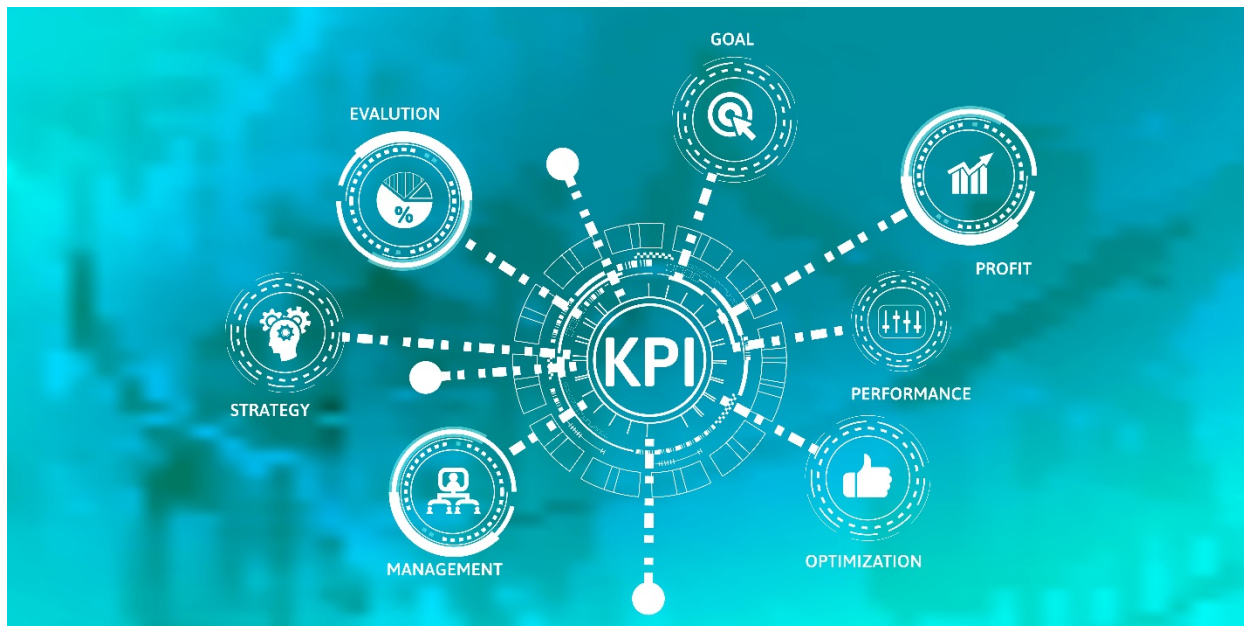 GOAL
EVALUTION
PROFIT
%
KPI
PERFORMANCE
STRATEGY
OPTIMIZATION
MANAGEMENT